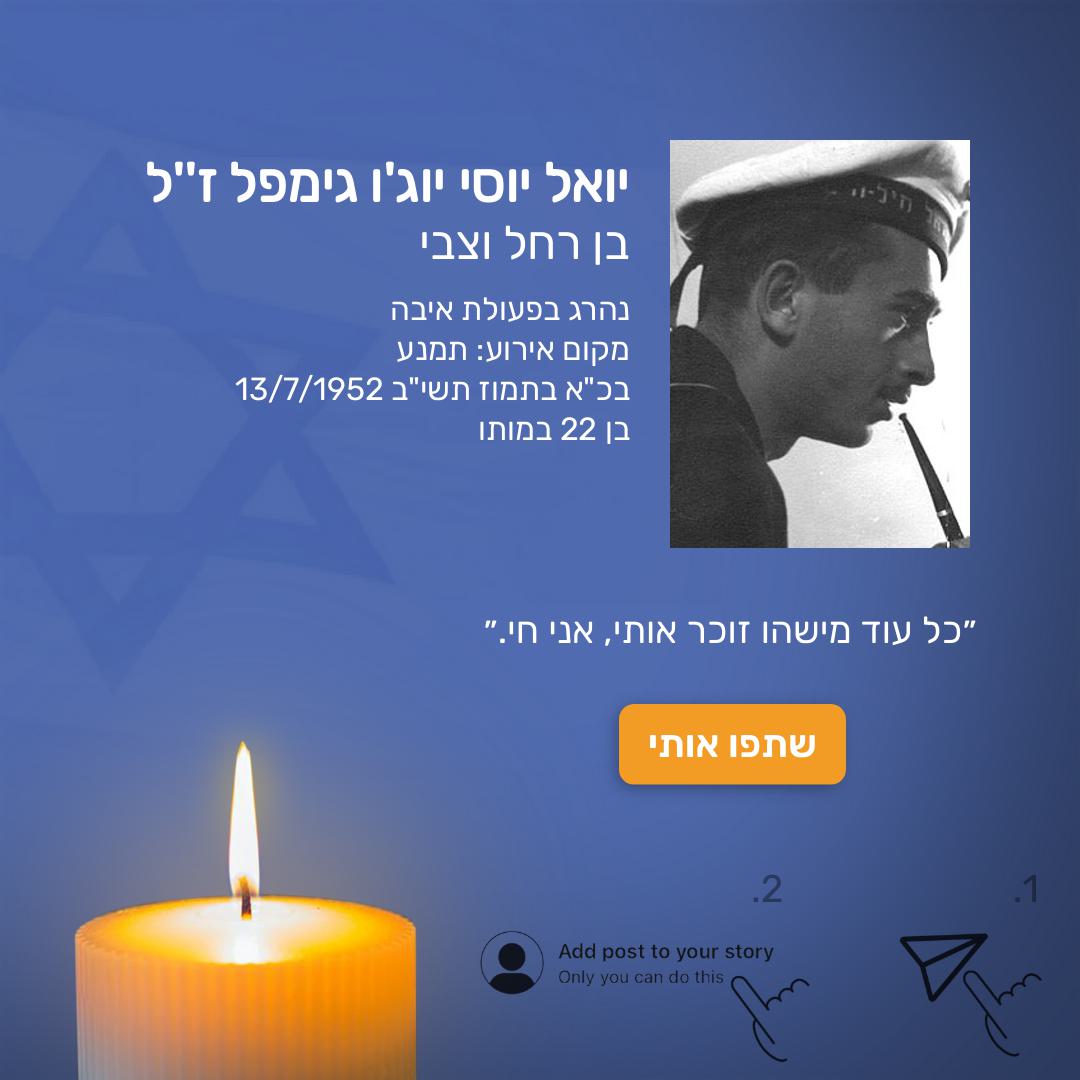 יואל יוסי יוג'ו גימפל ז''ל
בן רחל וצבי
נהרג בפעולת איבה
מקום אירוע: תמנע
בכ"א בתמוז תשי"ב 13/7/1952
בן 22 במותו
״כל עוד מישהו זוכר אותי, אני חי.״
שתפו אותי
1.
2.
Add post to your story
Only you can do this